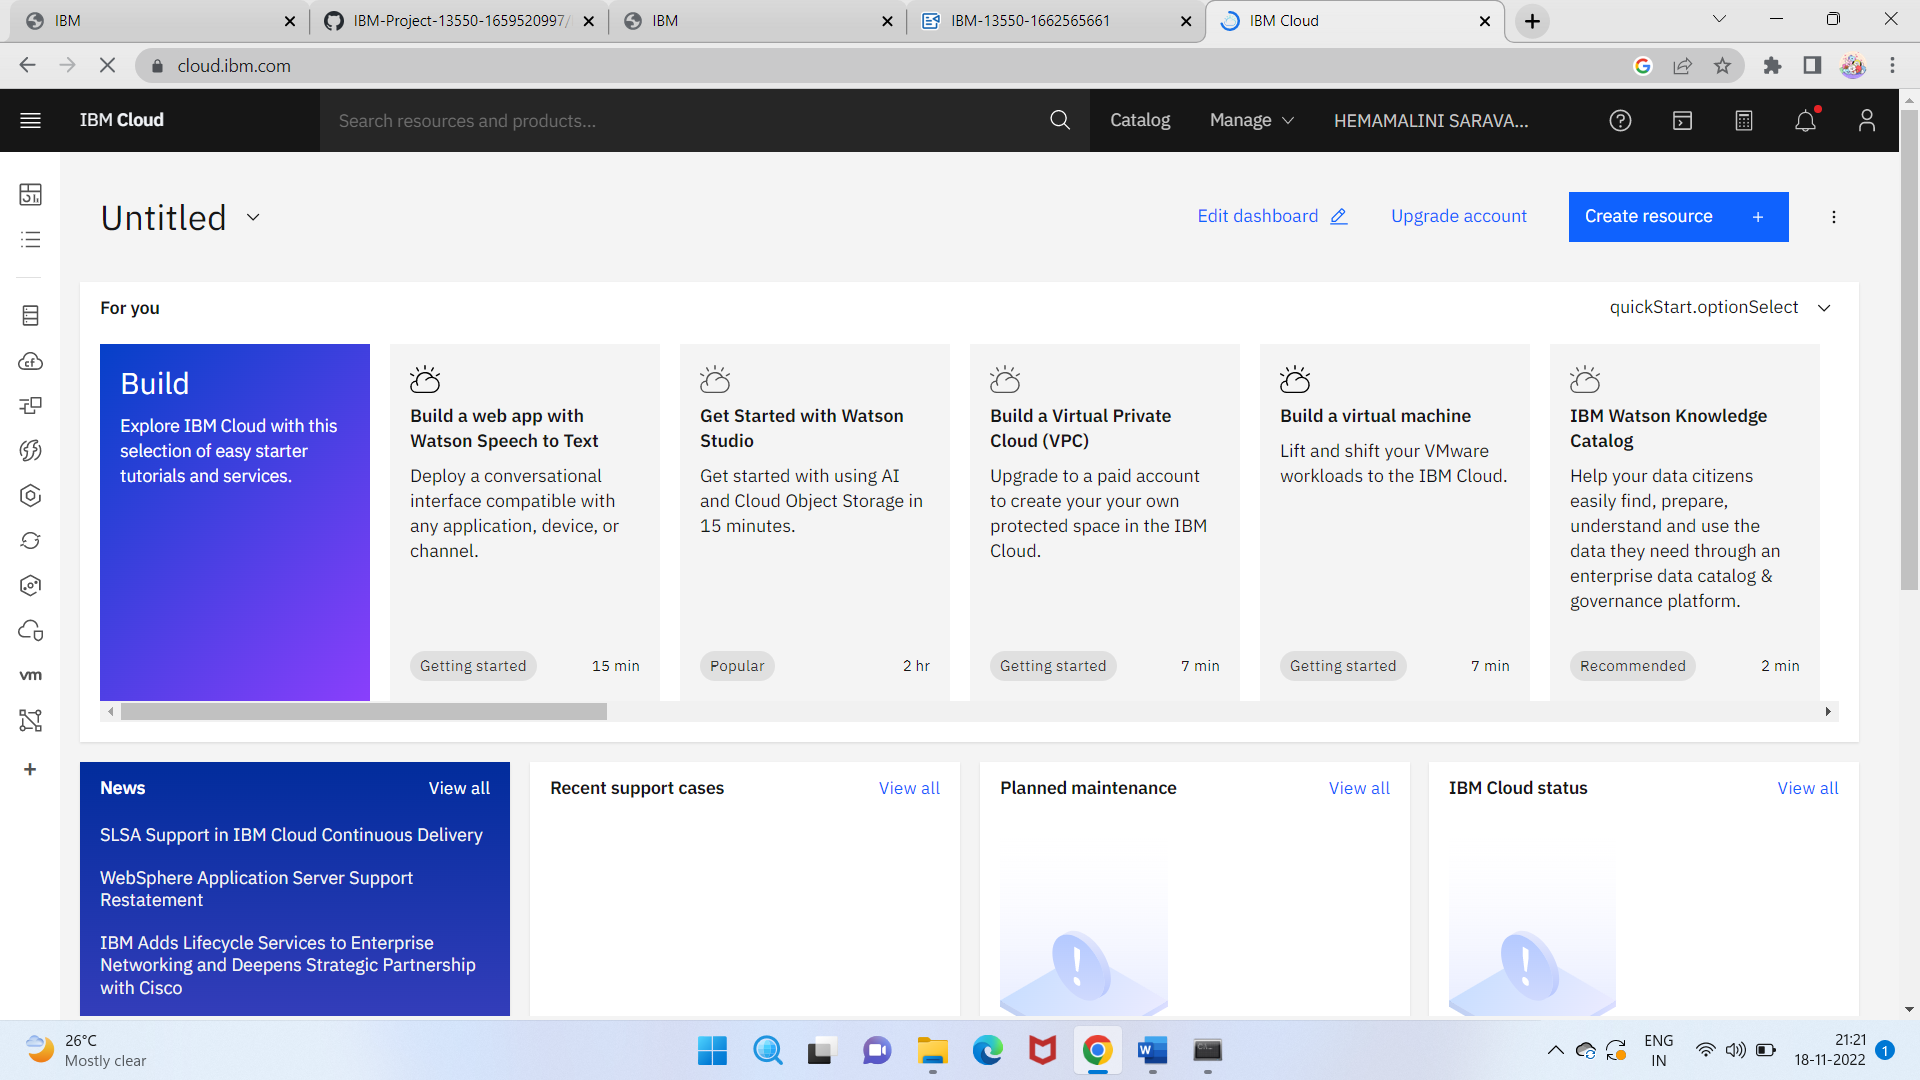 IBM
IBM-Project-13550-1659520997/
IBM
IBM-13550-1662565661
IBM Cloud
cloud.ibm.com
IBM Cloud
Search resources and products...
Catalog
Manage
HEMAMALINI SARAVA...
Untitled
Edit dashboard
Upgrade account
Create resource +
For you
quickStart.optionSelect
Build
Explore IBM Cloud with this
selection of easy starter
tutorials and services.
Build a web app with
Watson Speech to Text
Deploy a conversational
interface compatible with
any application, device, or
channel.
Getting started
15 min
Get Started with Watson
Studio
Get started with using AI
and Cloud Object Storage in
15 minutes.
Popular
2 hr
Build a Virtual Private
Cloud (VPC)
Upgrade to a paid account
to create your your own
protected space in the IBM
Cloud.
Getting started
7 min
Build a virtual machine
Lift and shift your VMware
workloads to the IBM Cloud.
Getting started
7 min
IBM Watson Knowledge
Catalog
Help your data citizens
easily find, prepare,
understand and use the
data they need through an
enterprise data catalog &
governance platform.
Recommended
2 min
cf
vm
News
View all
SLSA Support in IBM Cloud Continuous Delivery
WebSphere Application Server Support
Restatement
IBM Adds Lifecycle Services to Enterprise
Networking and Deepens Strategic Partnership
with Cisco
Recent support cases
View all
Planned maintenance
View all
IBM Cloud status
View all
26°C
Mostly clear
ENG
IN
21:21
18-11-2022
1